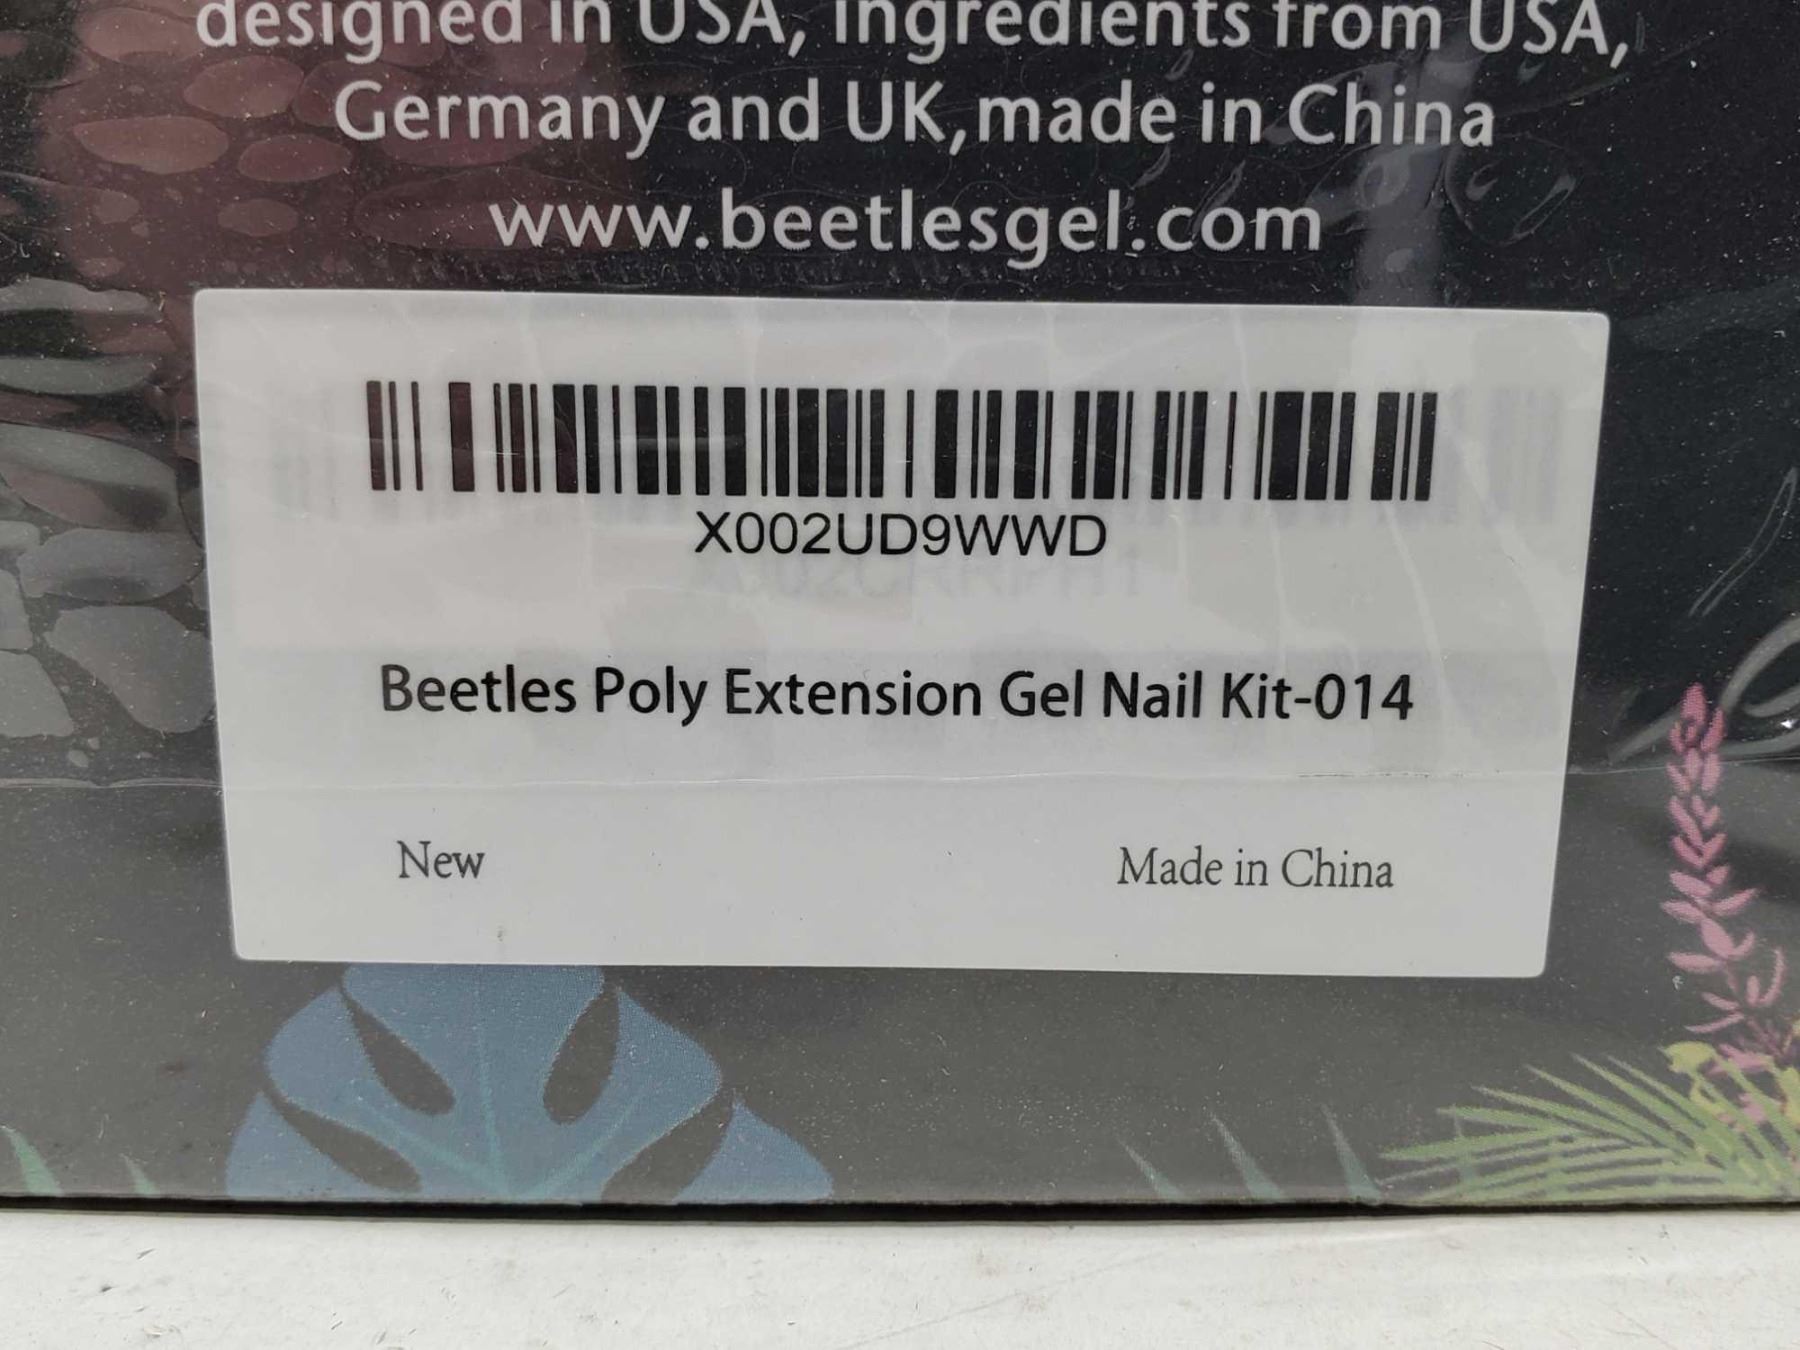 designed in USA, ingredients from USA,
Germany and UK,made in China
www.beetlesgel.com
X002UD9WWD
Beetles Poly Extension Gel Nail Kit-014
New
Made in China